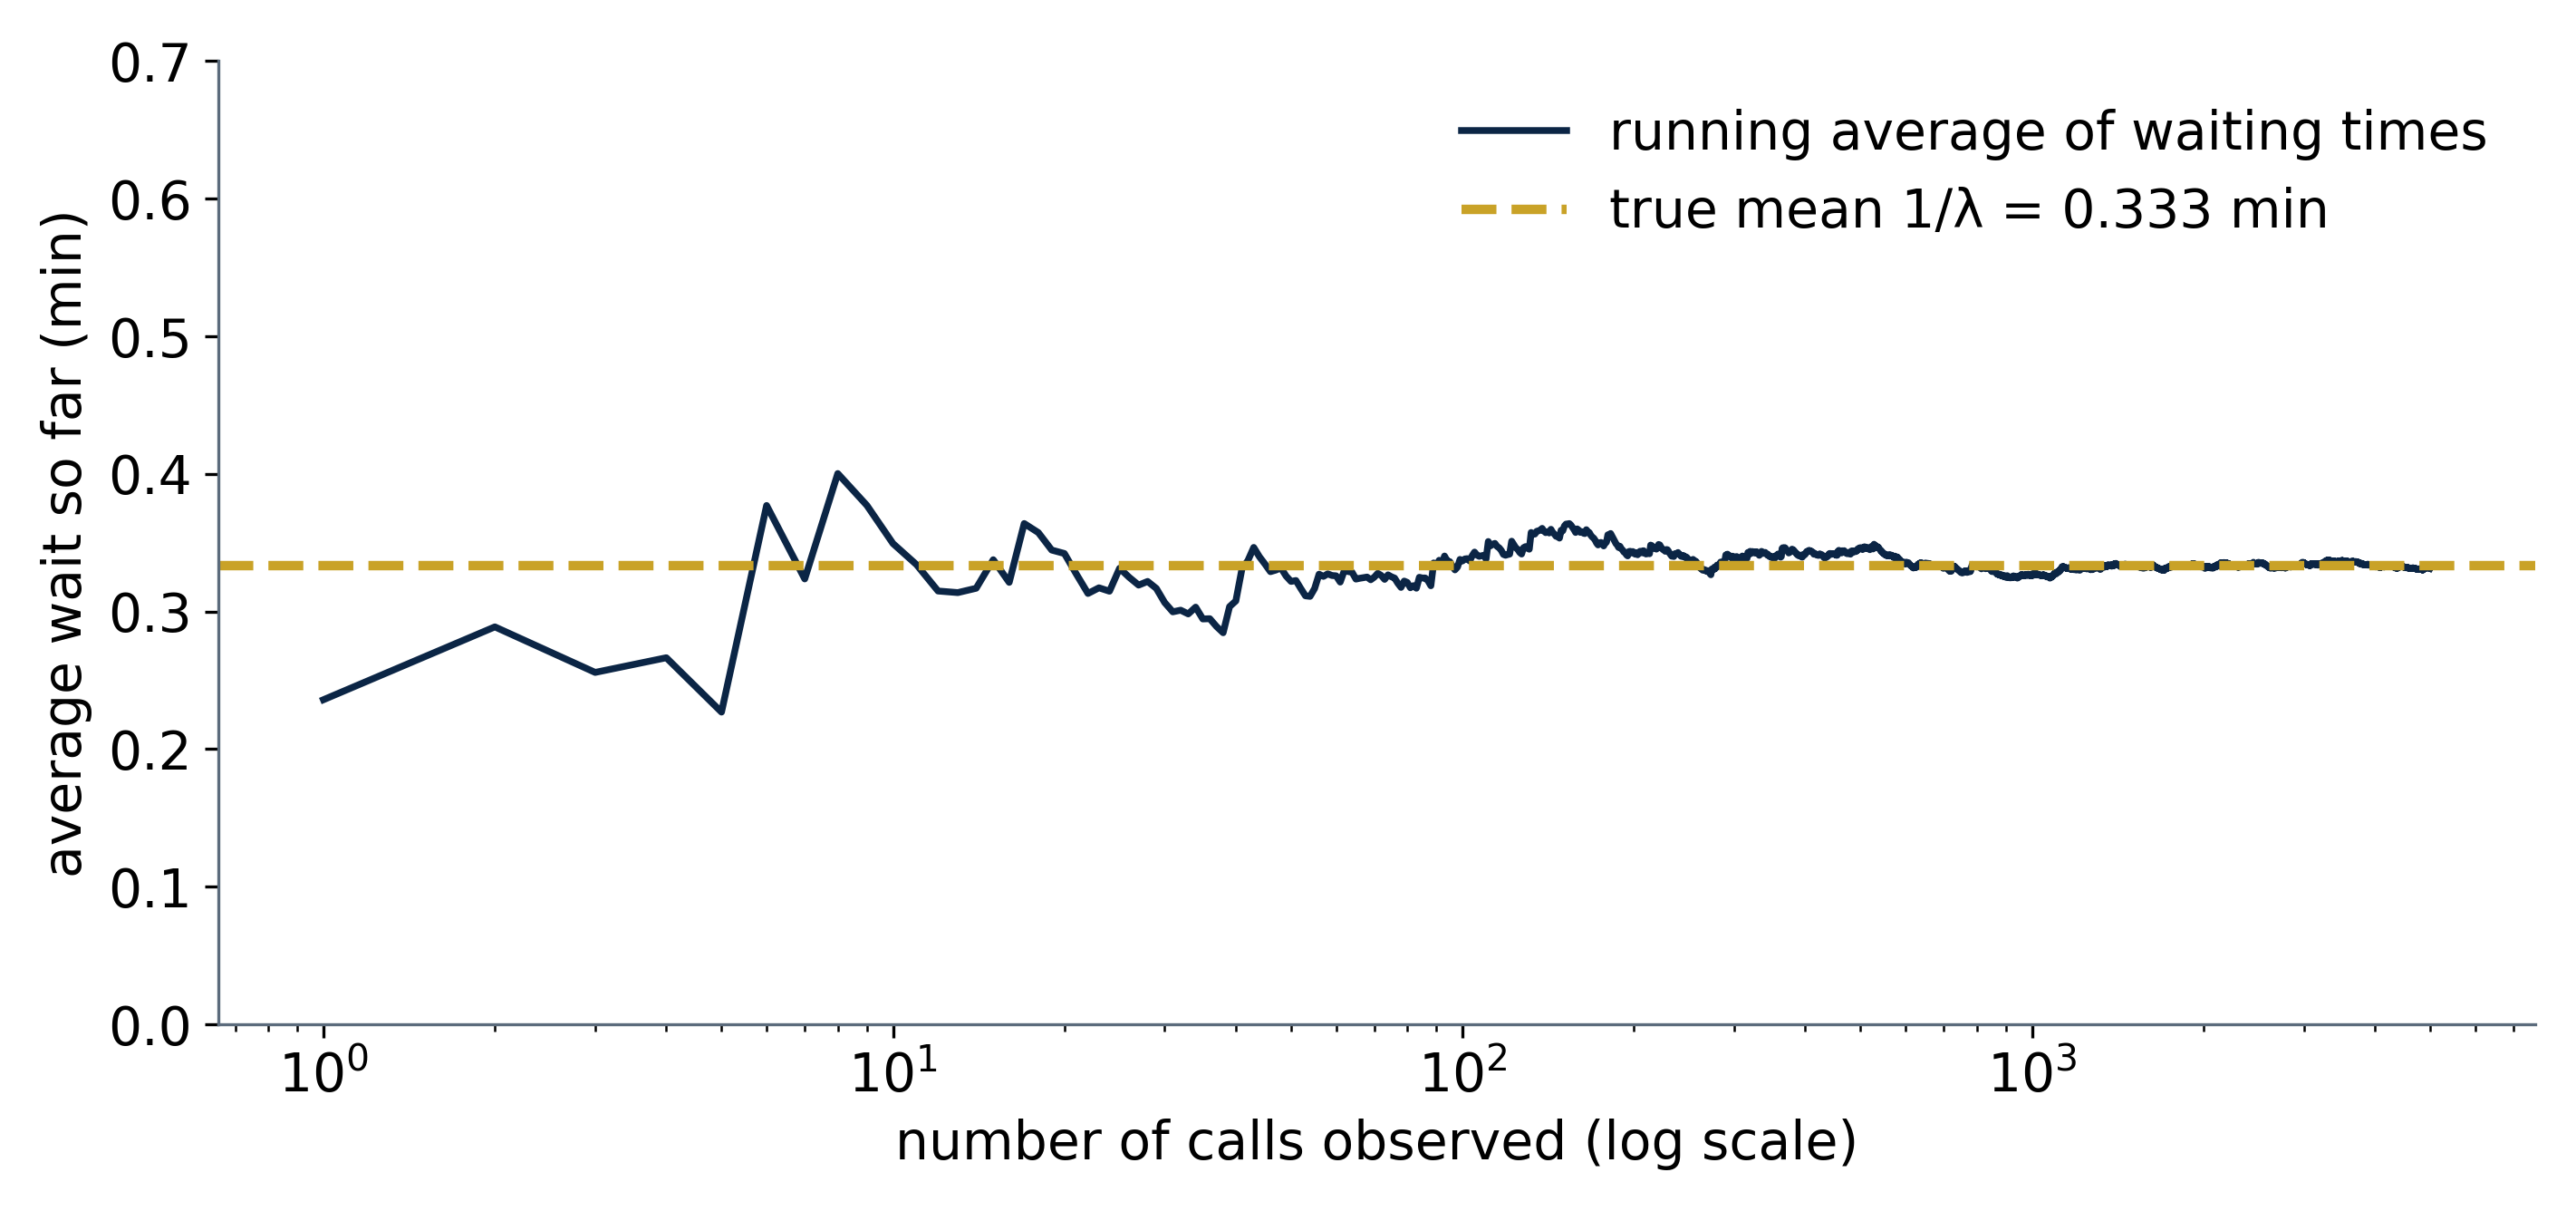 running average of waiting times
true mean 1/λ = 0.333 min
average wait so far (min)
0.7
0.6
0.5
0.4
0.3
0.2
0.1
0.0
10⁰ 10¹ 10² 10³
number of calls observed (log scale)